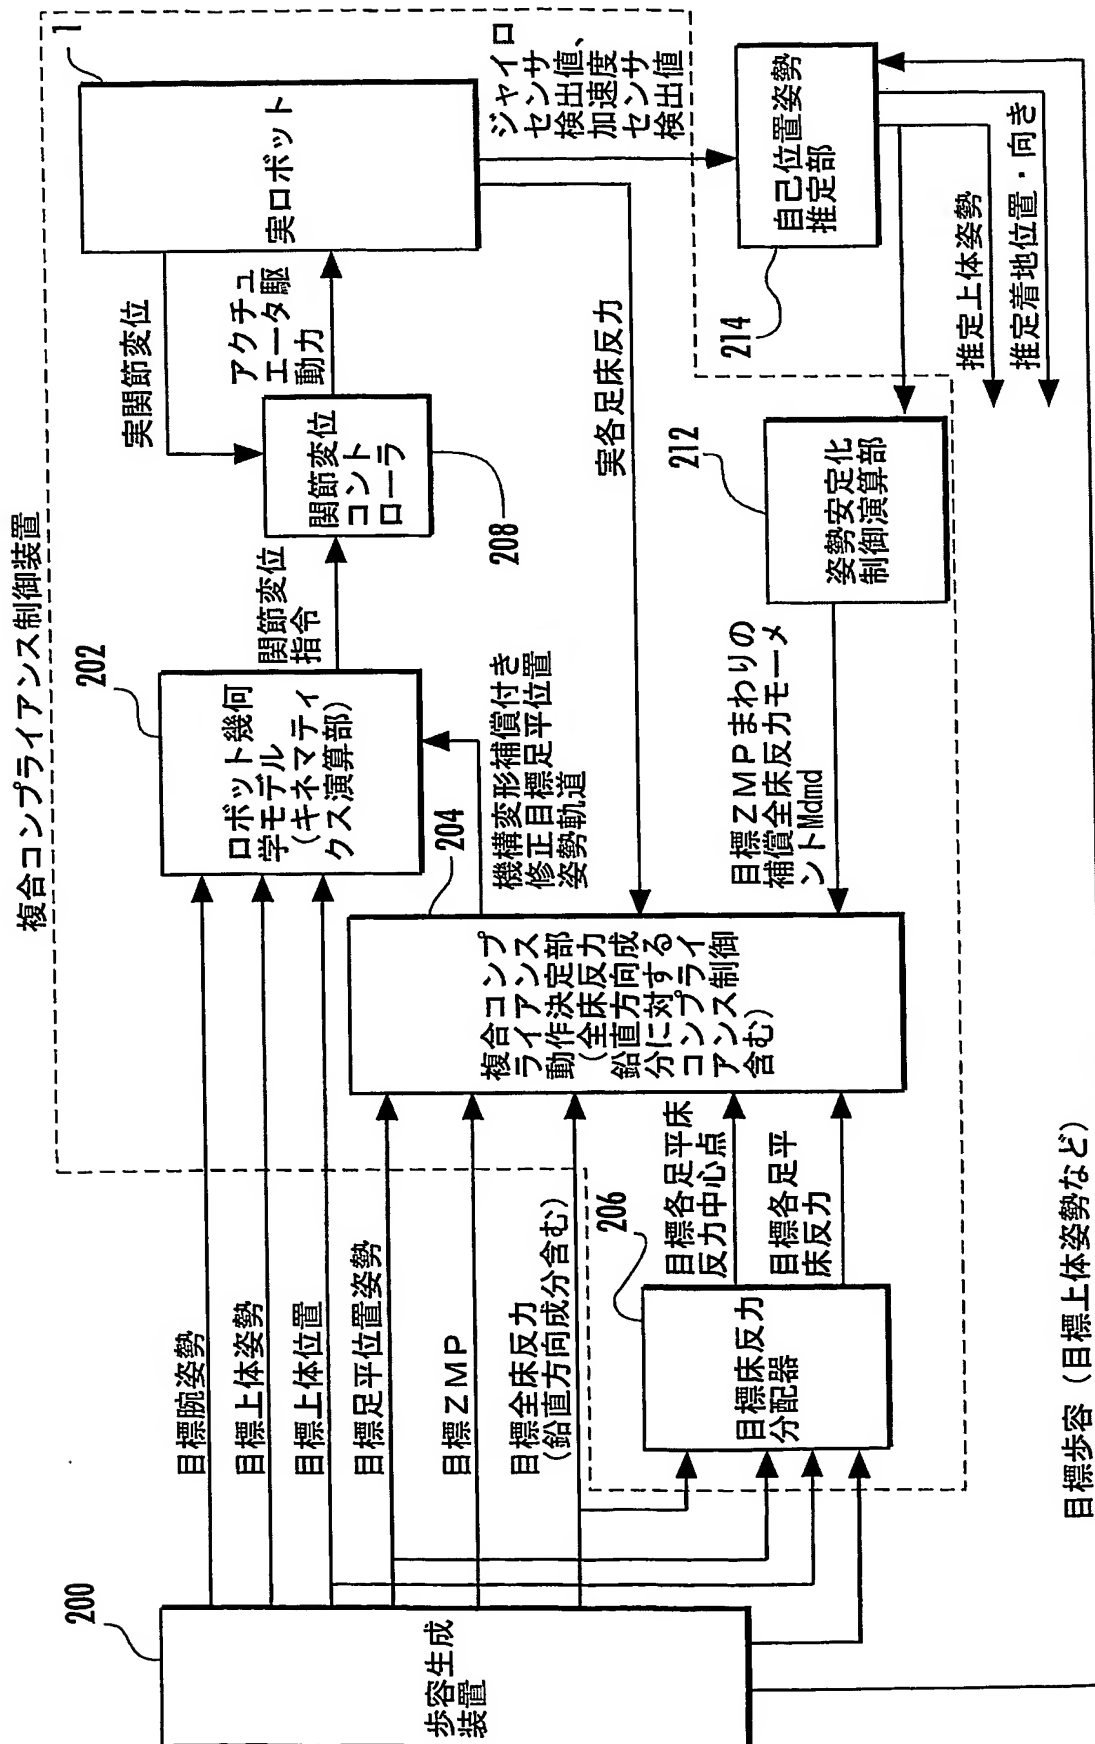 複合コンプライアンス制御装置
200
歩容生成
装置
目標腕姿勢
目標上体姿勢
目標上体位置
目標足平位置姿勢
目標ZMP
目標全床反力
(鉛直方向成分含む)
206
目標床反力
分配器
目標各足平床
反力中心点
目標各足平
床反力
202
ロボット幾何
学モデル
(キネマティ
クス演算部)
204
機構変形補償付き
修正目標足平位置
姿勢軌道
複合コンプ
ライアンス
動作決定部
(全床反力
鉛直方向成
分に対する
コンプライ
アンス制御
含む)
関節変位
指令
208
関節変位
コント
ローラ
実関節変位
アクチュ
エータ駆
動力
1
実ロボット
ジャイロ
センサ
検出値、
加速度
センサ
検出値
実各足床反力
目標ZMPまわりの
補償全床反力モーメ
ントMdmd
212
姿勢安定化
制御演算部
214
自己位置姿勢
推定部
推定上体姿勢
推定着地位置・向き
目標歩容(目標上体姿勢など)